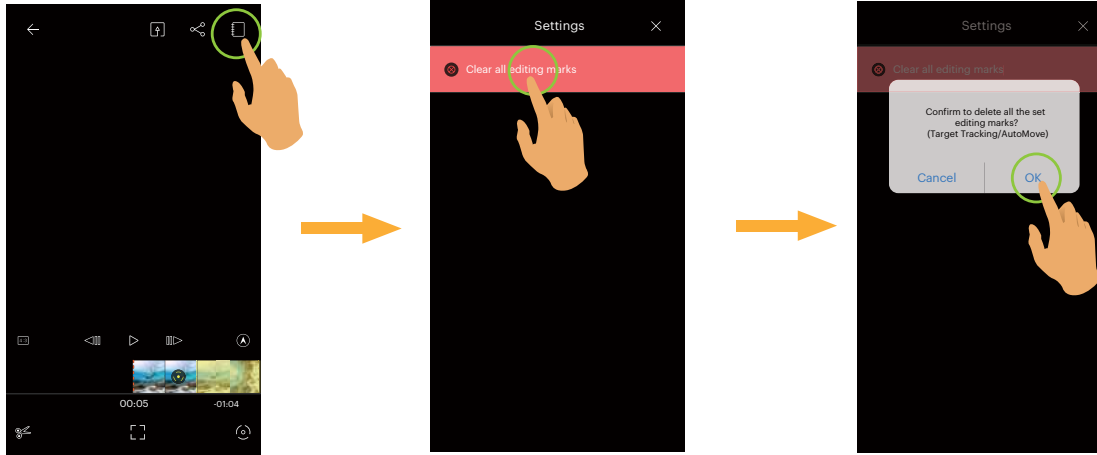 00:05
-01:04
Settings
Clear all editing marks
Settings
Clear all editing marks
Confirm to delete all the set
editing marks?
(Target Tracking/AutoMove)
Cancel
OK